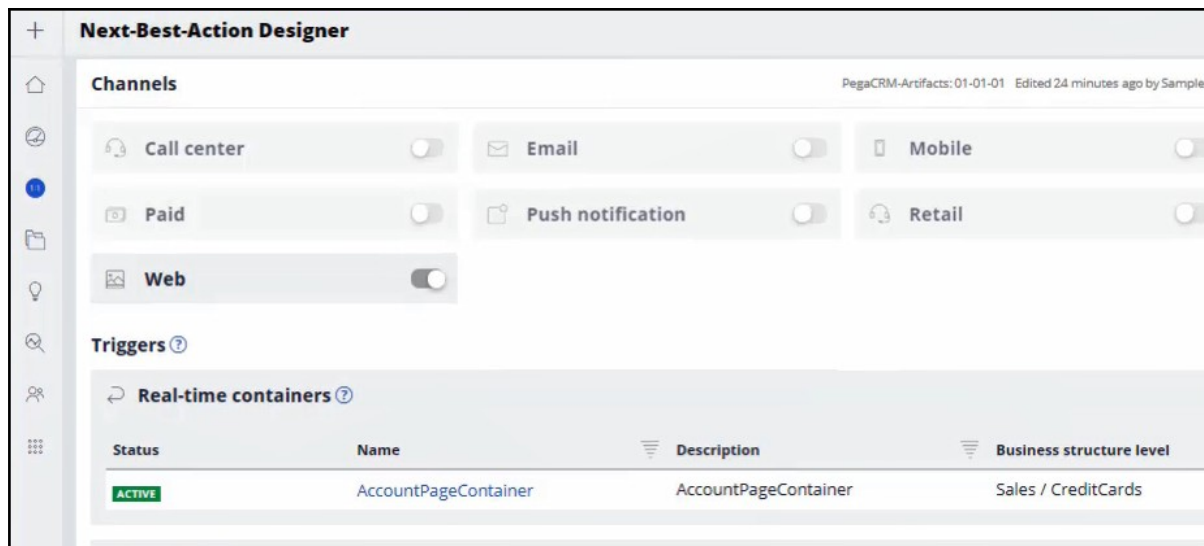 Next-Best-Action Designer
Channels PegaCRM-Artifacts: 01-01-01 Edited 24 minutes ago by Sample
Call center Email Mobile
Paid Push notification Retail
Web
Triggers ?
Real-time containers ?
Status Name Description Business structure level
ACTIVE AccountPageContainer AccountPageContainer Sales / CreditCards